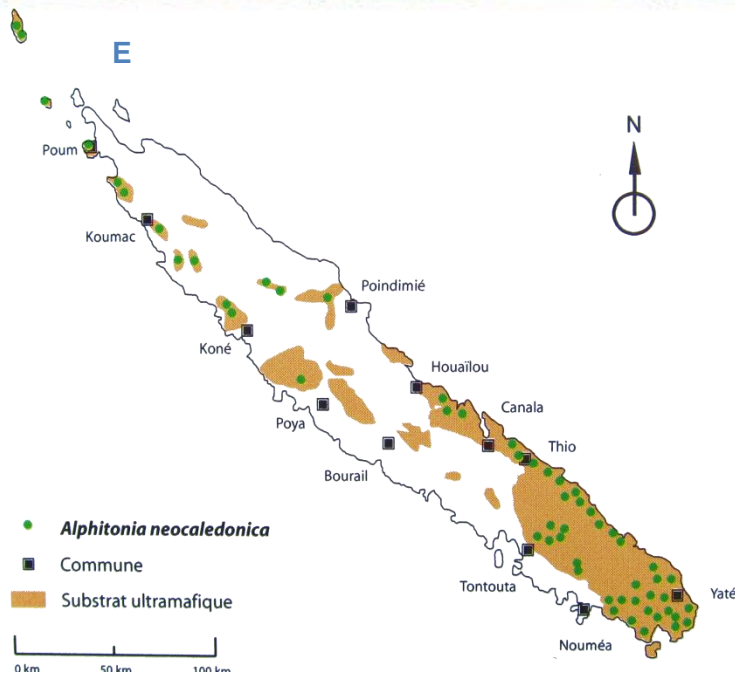 E
N
Poum
Koumac
Poindimié
Koné
Houaïlou
Canala
Poya
Thio
Bourail
Alphitonia neocaledonica
Commune
Tontouta
Yaté
Substrat ultramafique
Nouméa
0 km 50 km 100 km